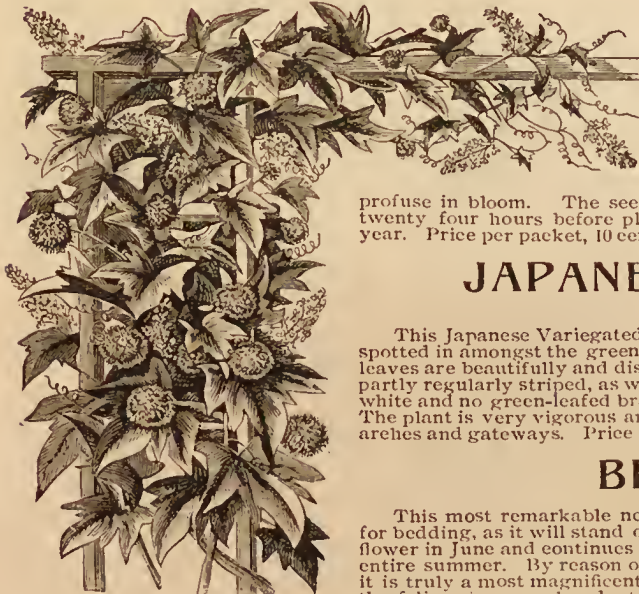 profuse in bloom. The see
twenty four hours before pl
year. Price per packet, 10 ce
JAPANE
This Japanese Variegated
spotted in amongst the green
leaves are beautifully and dis
partly regularly striped, as w
white and no green-leafed br
The plant is very vigorous a
arches and gateways. Price
BE
This most remarkable no
for bedding, as it will stand
flower in June and continues
entire summer. By reason o
it is truly a most magnificent